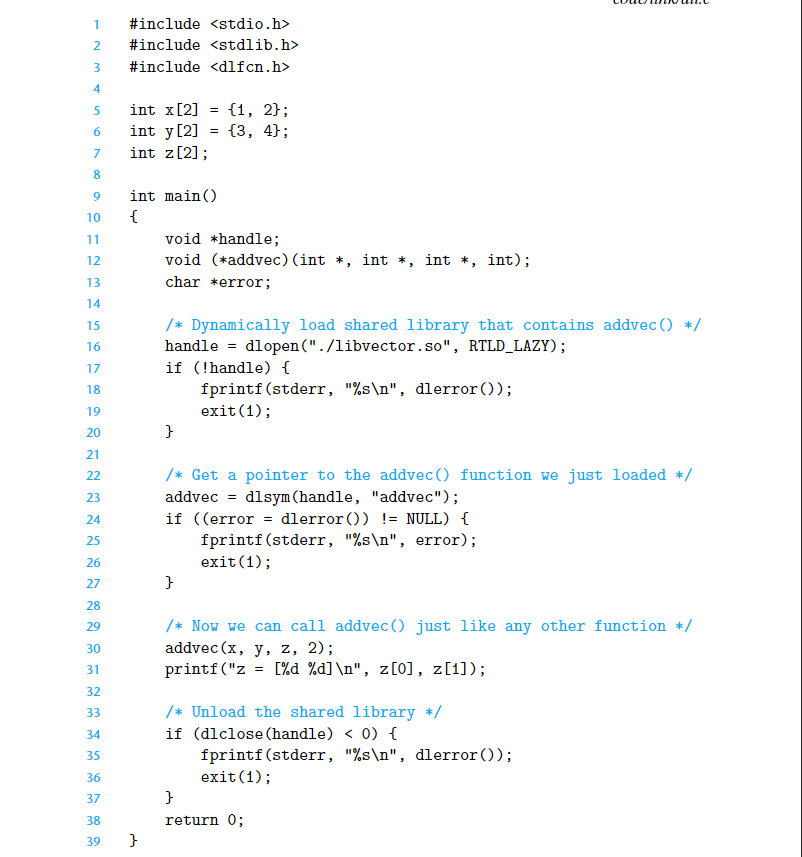 1 #include <stdio.h>
2 #include <stdlib.h>
3 #include <dlfcn.h>
4
5 int x[2] = {1, 2};
6 int y[2] = {3, 4};
7 int z[2];
8
9 int main()
10 {
11     void *handle;
12     void (*addvec)(int *, int *, int *, int);
13     char *error;
14
15     /* Dynamically load shared library that contains addvec() */
16     handle = dlopen("./libvector.so", RTLD_LAZY);
17     if (!handle) {
18         fprintf(stderr, "%s\n", dlerror());
19         exit(1);
20     }
21
22     /* Get a pointer to the addvec() function we just loaded */
23     addvec = dlsym(handle, "addvec");
24     if ((error = dlerror()) != NULL) {
25         fprintf(stderr, "%s\n", error);
26         exit(1);
27     }
28
29     /* Now we can call addvec() just like any other function */
30     addvec(x, y, z, 2);
31     printf("z = [%d %d]\n", z[0], z[1]);
32
33     /* Unload the shared library */
34     if (dlclose(handle) < 0) {
35         fprintf(stderr, "%s\n", dlerror());
36         exit(1);
37     }
38     return 0;
39 }